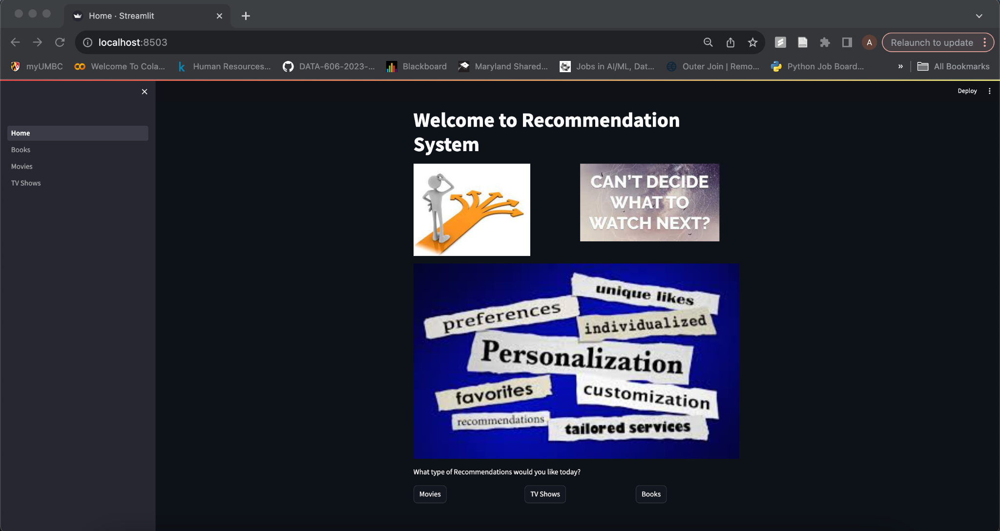 Home · Streamlit
localhost:8503
A
Relaunch to update
myUMBC
Welcome To Cola...
Human Resources...
DATA-606-2023-...
Blackboard
Maryland Shared...
Jobs in AI/ML, Dat...
Outer Join | Remo...
Python Job Board...
»
All Bookmarks
Deploy
Home
Books
Movies
TV Shows
Welcome to Recommendation
System
CAN'T DECIDE
WHAT TO
WATCH NEXT?
unique likes
preferences
individualized
Personalization
favorites
customization
recommendations
tailored services
What type of Recommendations would you like today?
Movies
TV Shows
Books